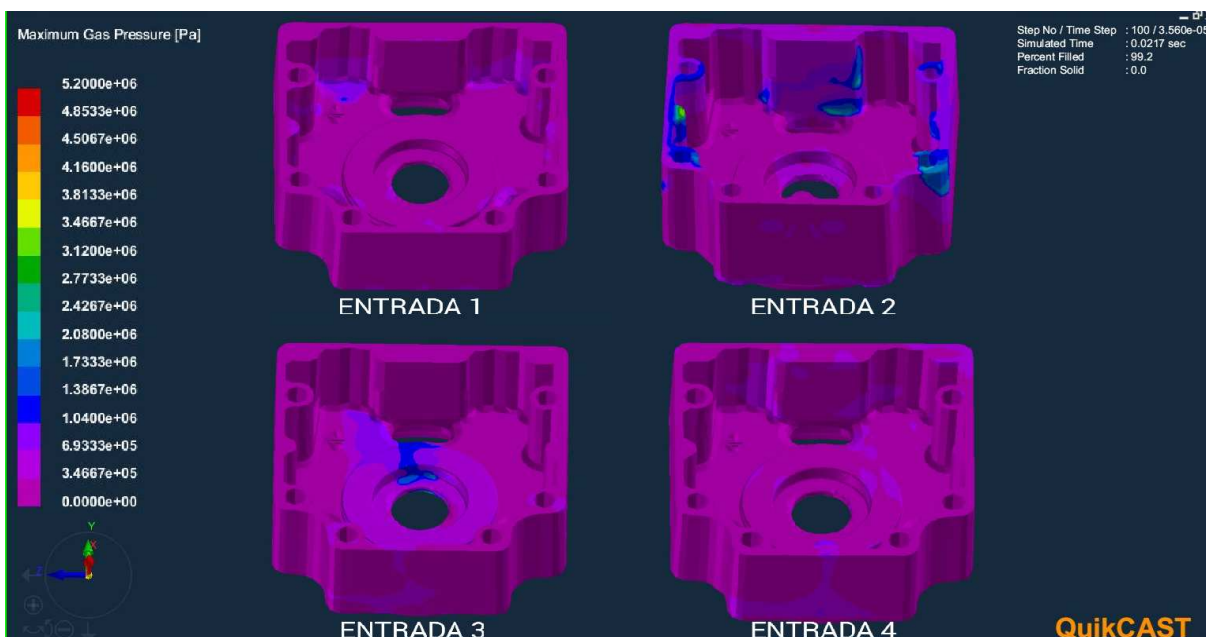 Maximum Gas Pressure [Pa]
5.2000e+06
4.8533e+06
4.5067e+06
4.1600e+06
3.8133e+06
3.4667e+06
3.1200e+06
2.7733e+06
2.4267e+06
2.0800e+06
1.7333e+06
1.3867e+06
1.0400e+06
6.9333e+05
3.4667e+05
0.0000e+00
Step No / Time Step : 100 / 3.560e-05
Simulated Time : 0.0217 sec
Percent Filled : 99.2
Fraction Solid : 0.0
ENTRADA 1
ENTRADA 2
ENTRADA 3
ENTRADA 4
Y
X
Z
QuikCAST